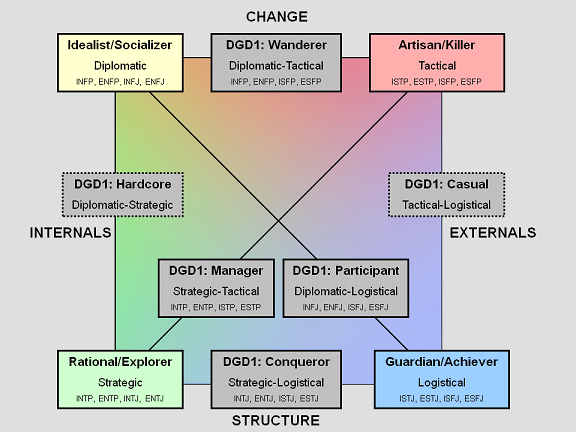 CHANGE
Idealist/Socializer
Diplomatic
INFP, ENFP, INFJ, ENFJ
DGD1: Wanderer
Diplomatic-Tactical
INFP, ENFP, ISFP, ESFP
Artisan/Killer
Tactical
ISTP, ESTP, ISFP, ESFP
DGD1: Hardcore
Diplomatic-Strategic
DGD1: Casual
Tactical-Logistical
INTERNALS
EXTERNALS
DGD1: Manager
Strategic-Tactical
INTP, ENTP, ISTP, ESTP
DGD1: Participant
Diplomatic-Logistical
INFJ, ENFJ, ISFJ, ESFJ
Rational/Explorer
Strategic
INTP, ENTP, INTJ, ENTJ
DGD1: Conqueror
Strategic-Logistical
INTJ, ENTJ, ISTJ, ESTJ
Guardian/Achiever
Logistical
ISTJ, ESTJ, ISFJ, ESFJ
STRUCTURE